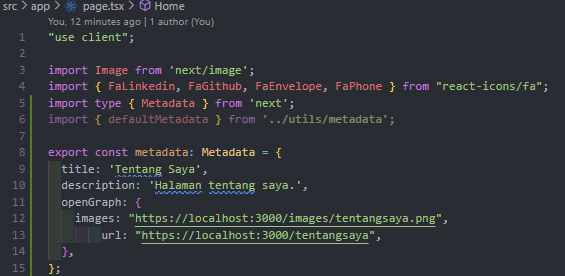 src > app > page.tsx > Home
You, 12 minutes ago | 1 author (You)
1 "use client";
2
3 import Image from 'next/image';
4 import { FaLinkedin, FaGithub, FaEnvelope, FaPhone } from "react-icons/fa";
5 import type { Metadata } from 'next';
6 import { defaultMetadata } from '../utils/metadata';
7
8 export const metadata: Metadata = {
9 title: 'Tentang Saya',
10 description: 'Halaman tentang saya.',
11 openGraph: {
12 images: "https://localhost:3000/images/tentangsaya.png",
13 url: "https://localhost:3000/tentangsaya",
14 },
15 };